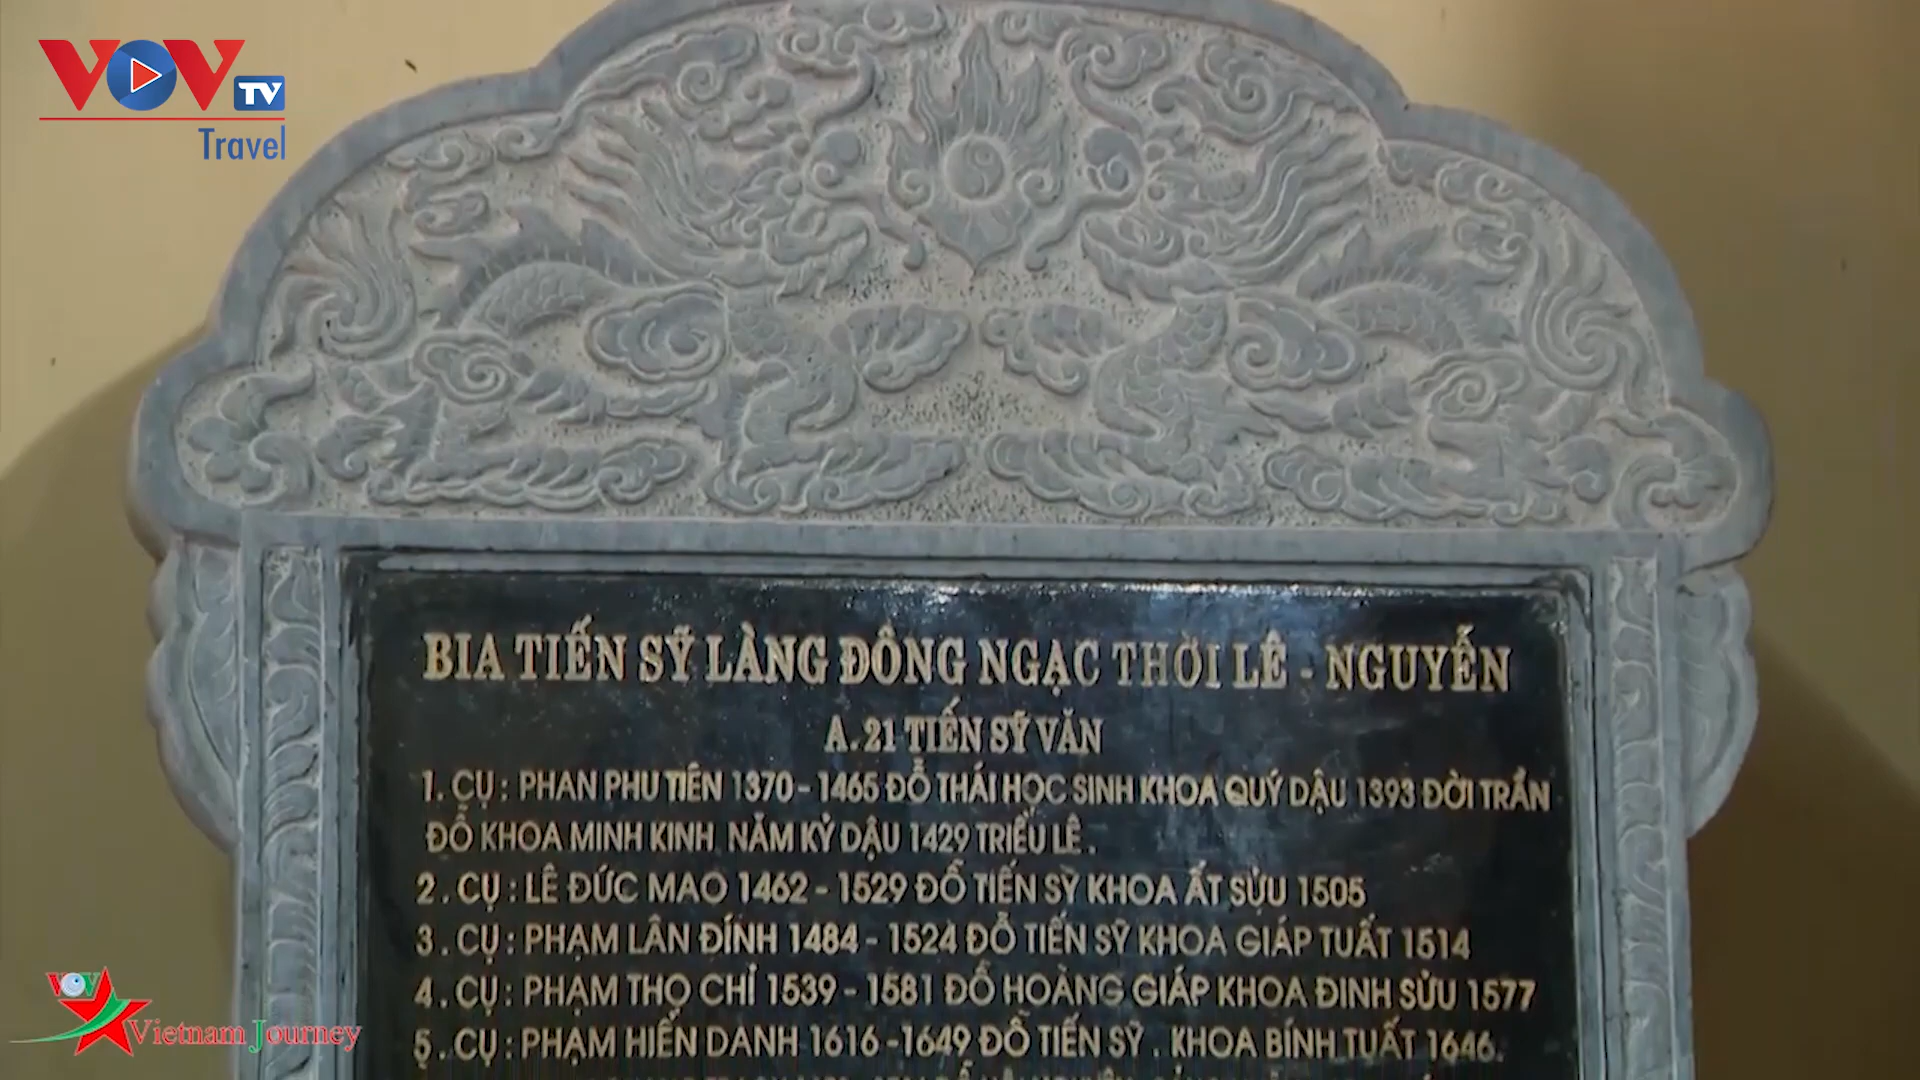 VOV TV
Travel
BIA TIẾN SỸ LÀNG ĐÔNG NGẠC THỜI LÊ - NGUYỄN
A. 21 TIẾN SỸ VĂN
1. CỤ : PHAN PHU TIÊN 1370 - 1465 ĐỖ THÁI HỌC SINH KHOA QUÝ DẬU 1393 ĐỜI TRẦN
ĐỖ KHOA MINH KINH NĂM KỶ DẬU 1429 TRIỀU LÊ .
2 . CỤ : LÊ ĐỨC MAO 1462 - 1529 ĐỖ TIẾN SỸ KHOA ẤT SỬU 1505
3 . CỤ : PHẠM LÂN ĐÍNH 1484 - 1524 ĐỖ TIẾN SỸ KHOA GIÁP TUẤT 1514
4 . CỤ : PHẠM THỌ CHỈ 1539 - 1581 ĐỖ HOÀNG GIÁP KHOA ĐINH SỬU 1577
5 . CỤ : PHẠM HIỂN DANH 1616 - 1649 ĐỖ TIẾN SỸ . KHOA BÍNH TUẤT 1646.
VOV
Vietnam Journey